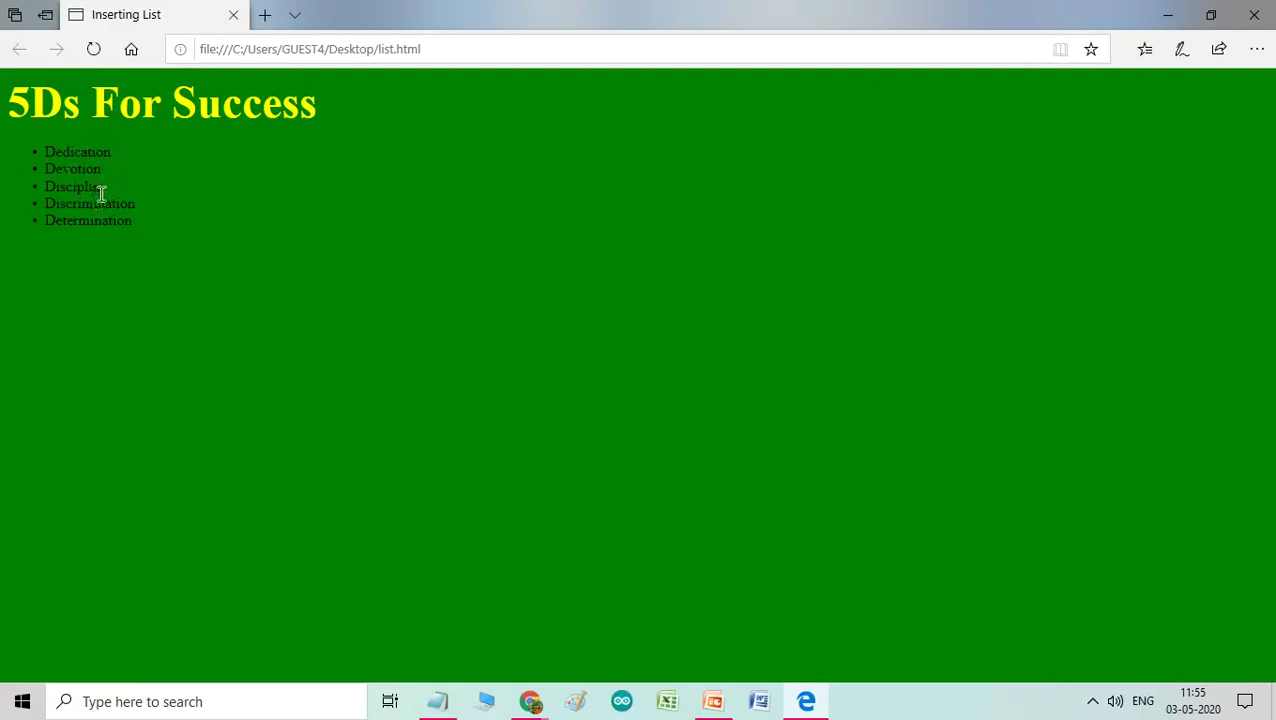 Inserting List
file:///C:/Users/GUEST4/Desktop/list.html
5Ds For Success
• Dedication
• Devotion
• Discipline
• Discrimination
• Determination
Type here to search
ENG
11:55
03-05-2020